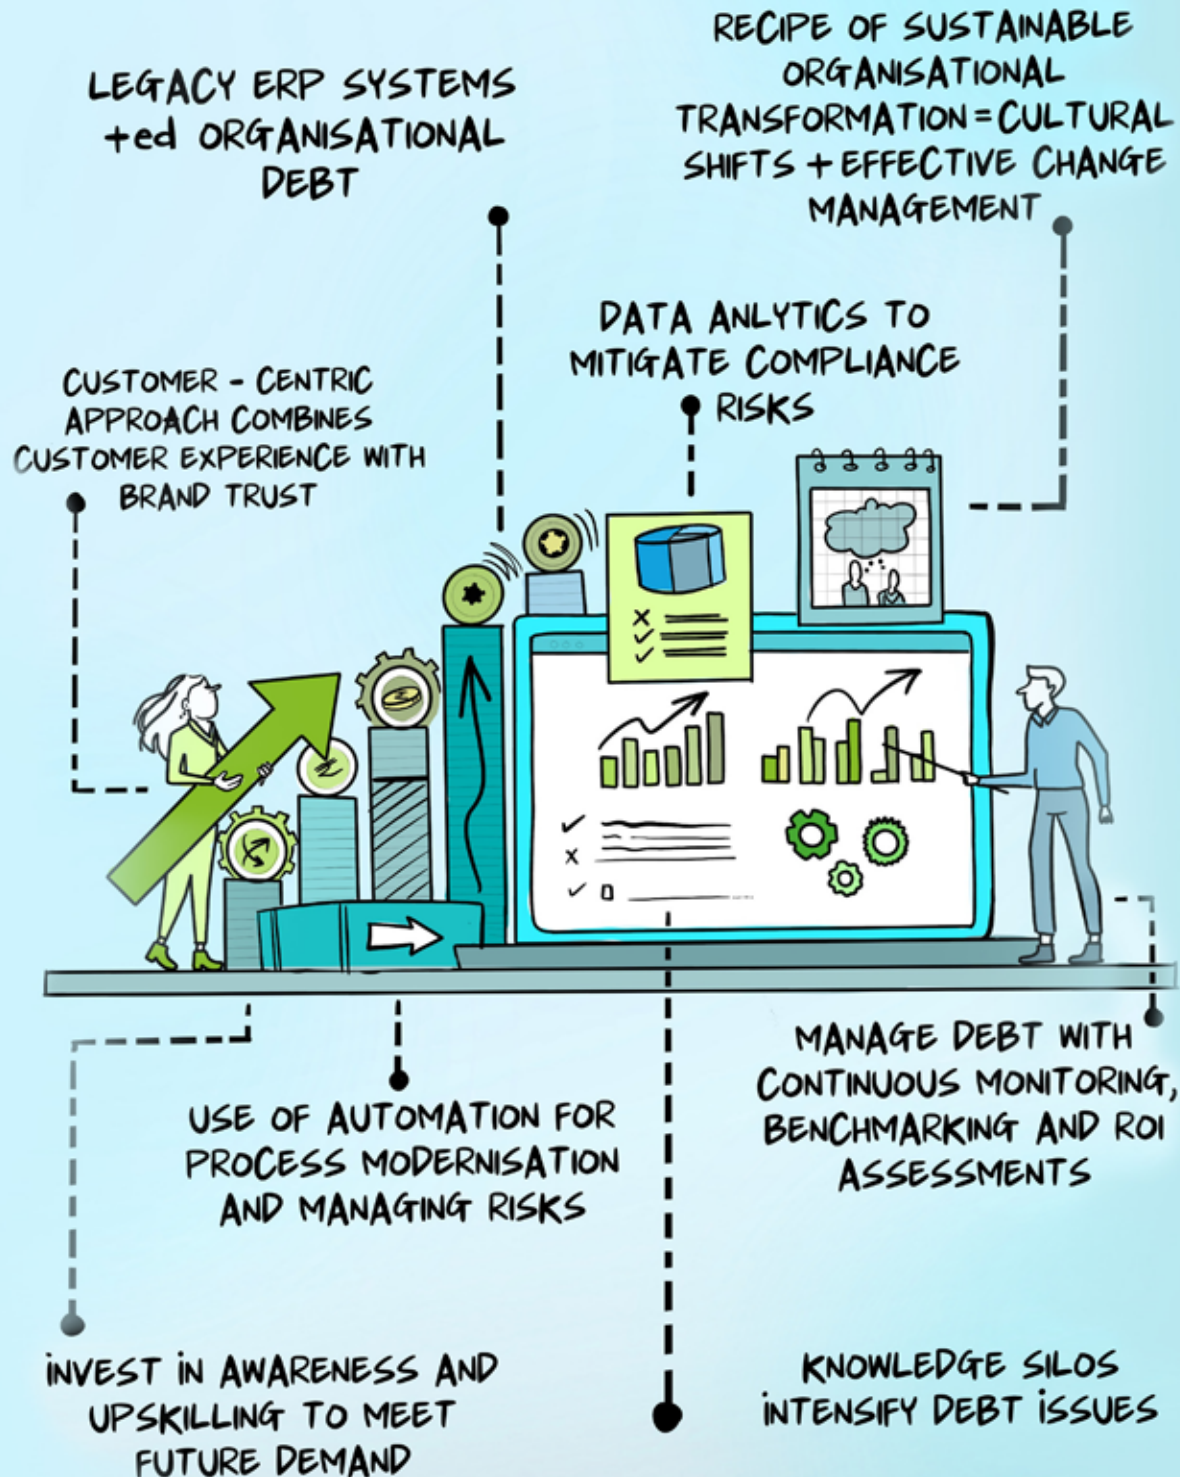 LEGACY ERP SYSTEMS
+ed ORGANISATIONAL
DEBT
RECIPE OF SUSTAINABLE
ORGANISATIONAL
TRANSFORMATION = CULTURAL
SHIFTS + EFFECTIVE CHANGE
MANAGEMENT
DATA ANLYTICS TO
MITIGATE COMPLIANCE
RISKS
CUSTOMER - CENTRIC
APPROACH COMBINES
CUSTOMER EXPERIENCE WITH
BRAND TRUST
USE OF AUTOMATION FOR
PROCESS MODERNISATION
AND MANAGING RISKS
MANAGE DEBT WITH
CONTINUOUS MONITORING,
BENCHMARKING AND ROI
ASSESSMENTS
INVEST IN AWARENESS AND
UPSKILLING TO MEET
FUTURE DEMAND
KNOWLEDGE SILOS
INTENSIFY DEBT ISSUES